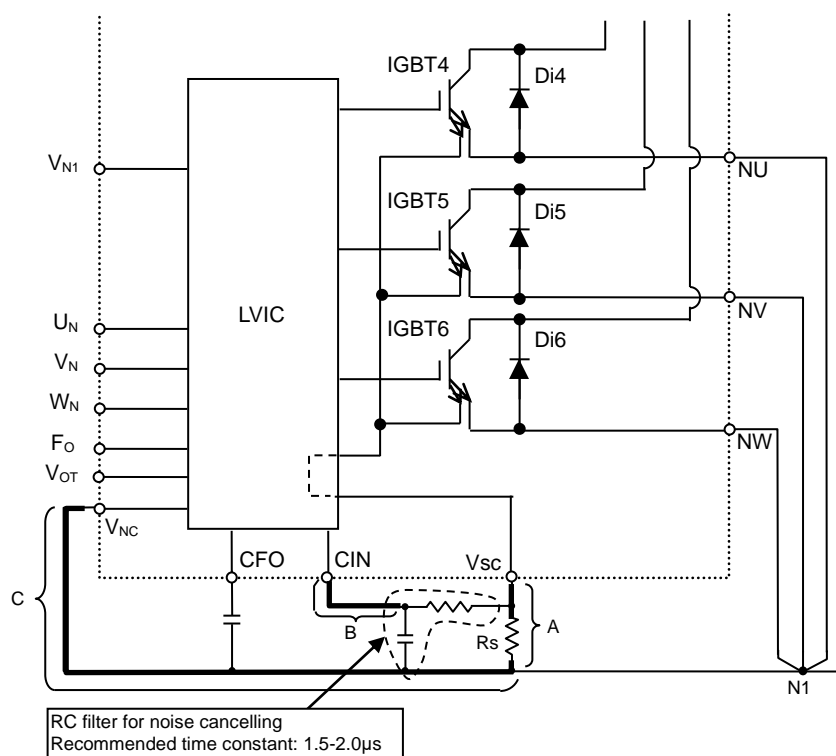 IGBT4
Di4
VN1
NU
IGBT5
Di5
UN
LVIC
NV
VN
IGBT6
Di6
WN
FO
NW
VOT
VNC
CFO
CIN
Vsc
C
B
Rs
A
N1
RC filter for noise cancelling
Recommended time constant: 1.5-2.0µs